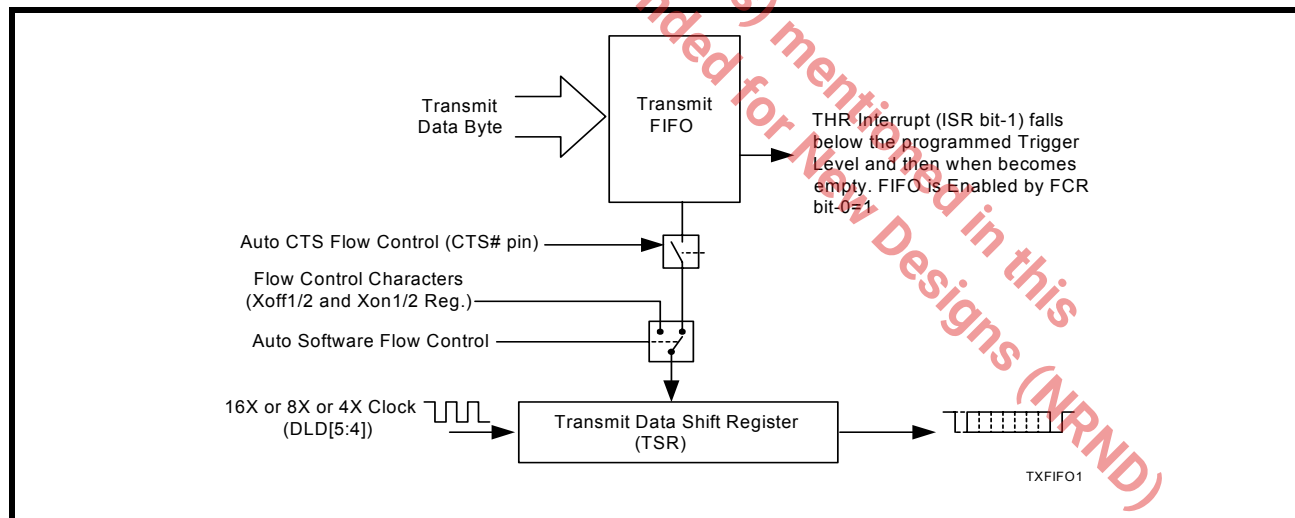 Transmit
Data Byte
Transmit
FIFO
THR Interrupt (ISR bit-1) falls
below the programmed Trigger
Level and then when becomes
empty. FIFO is Enabled by FCR
bit-0=1
Auto CTS Flow Control (CTS# pin)
Flow Control Characters
(Xoff1/2 and Xon1/2 Reg.)
Auto Software Flow Control
16X or 8X or 4X Clock
(DLD[5:4])
Transmit Data Shift Register
(TSR)
TXFIFO1
mentioned in this
for New Designs (NRND)